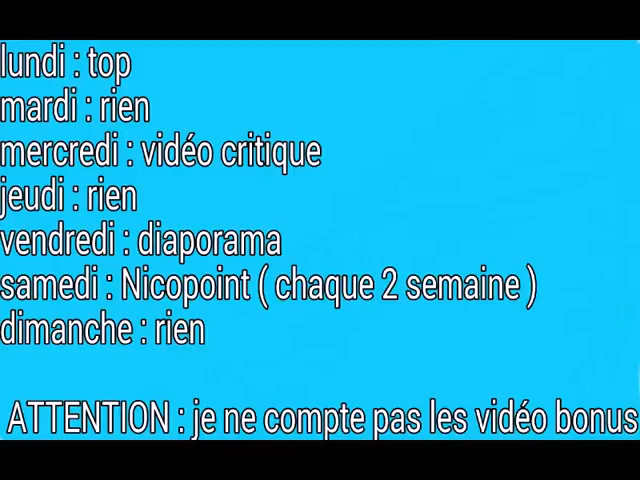 lundi : top
mardi : rien
mercredi : vidéo critique
jeudi : rien
vendredi : diaporama
samedi : Nicopoint ( chaque 2 semaine )
dimanche : rien
ATTENTION : je ne compte pas les vidéo bonus